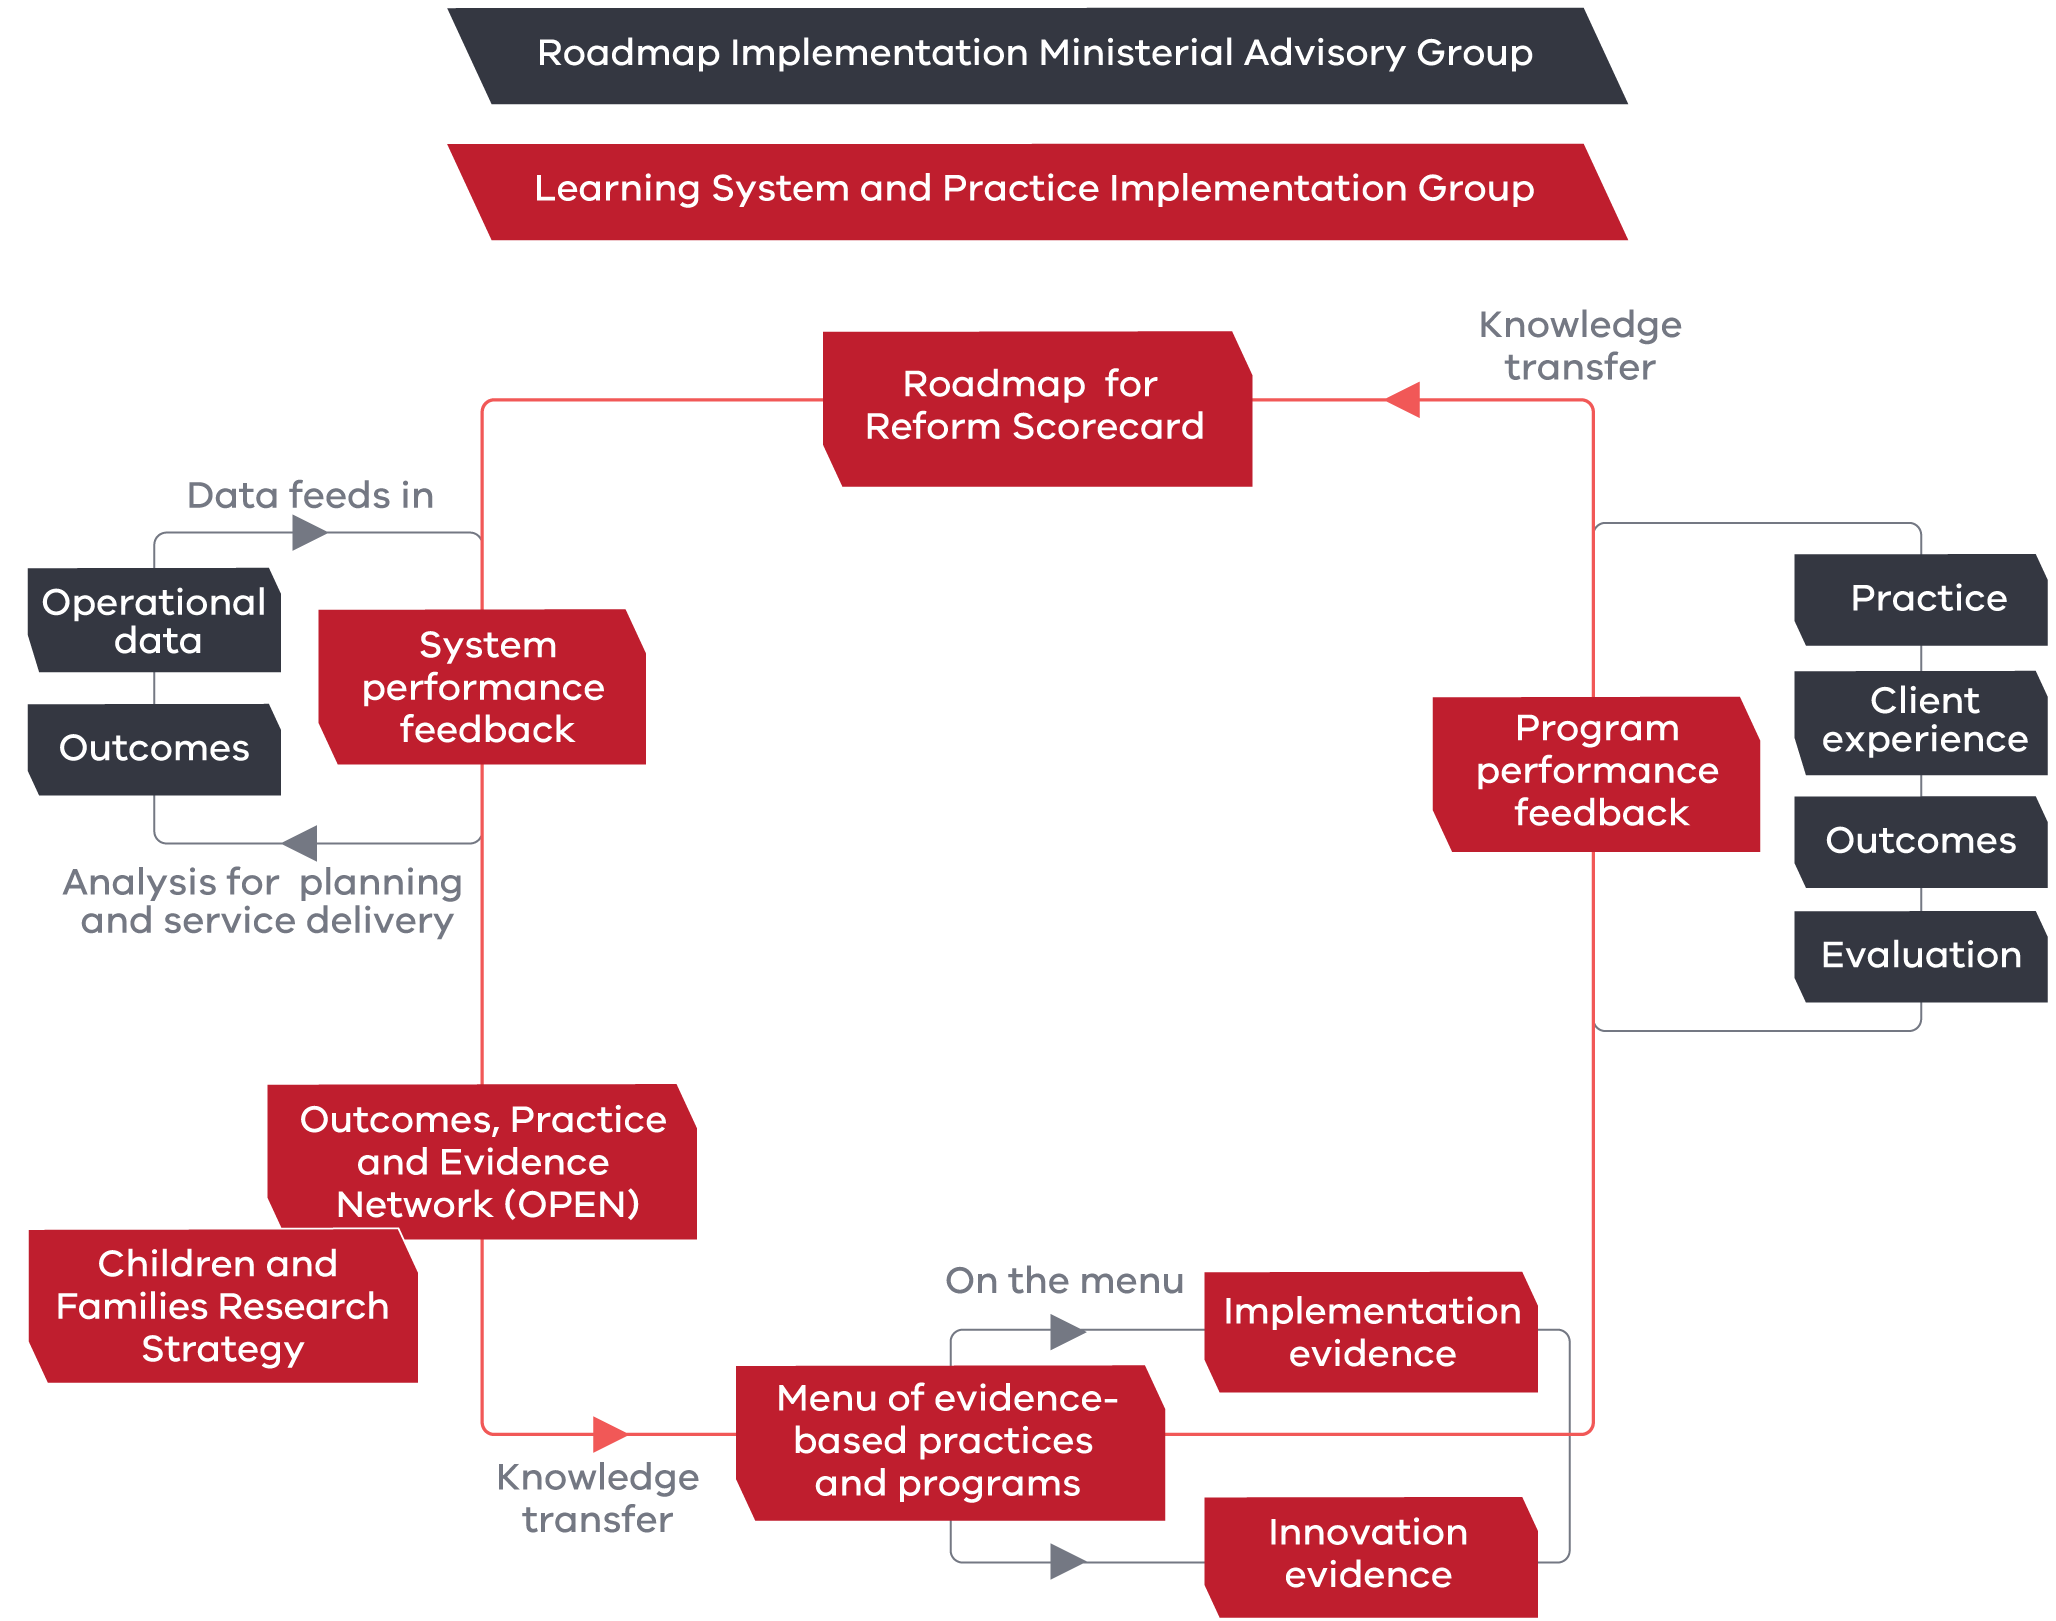 Roadmap Implementation Ministerial Advisory Group
Learning System and Practice Implementation Group
Knowledge
transfer
Roadmap for
Reform Scorecard
Data feeds in
Operational
data
Outcomes
System
performance
feedback
Analysis for planning
and service delivery
Program
performance
feedback
Practice
Client
experience
Outcomes
Evaluation
Outcomes, Practice
and Evidence
Network (OPEN)
Children and
Families Research
Strategy
Knowledge
transfer
Menu of evidence-
based practices
and programs
On the menu
Implementation
evidence
Innovation
evidence